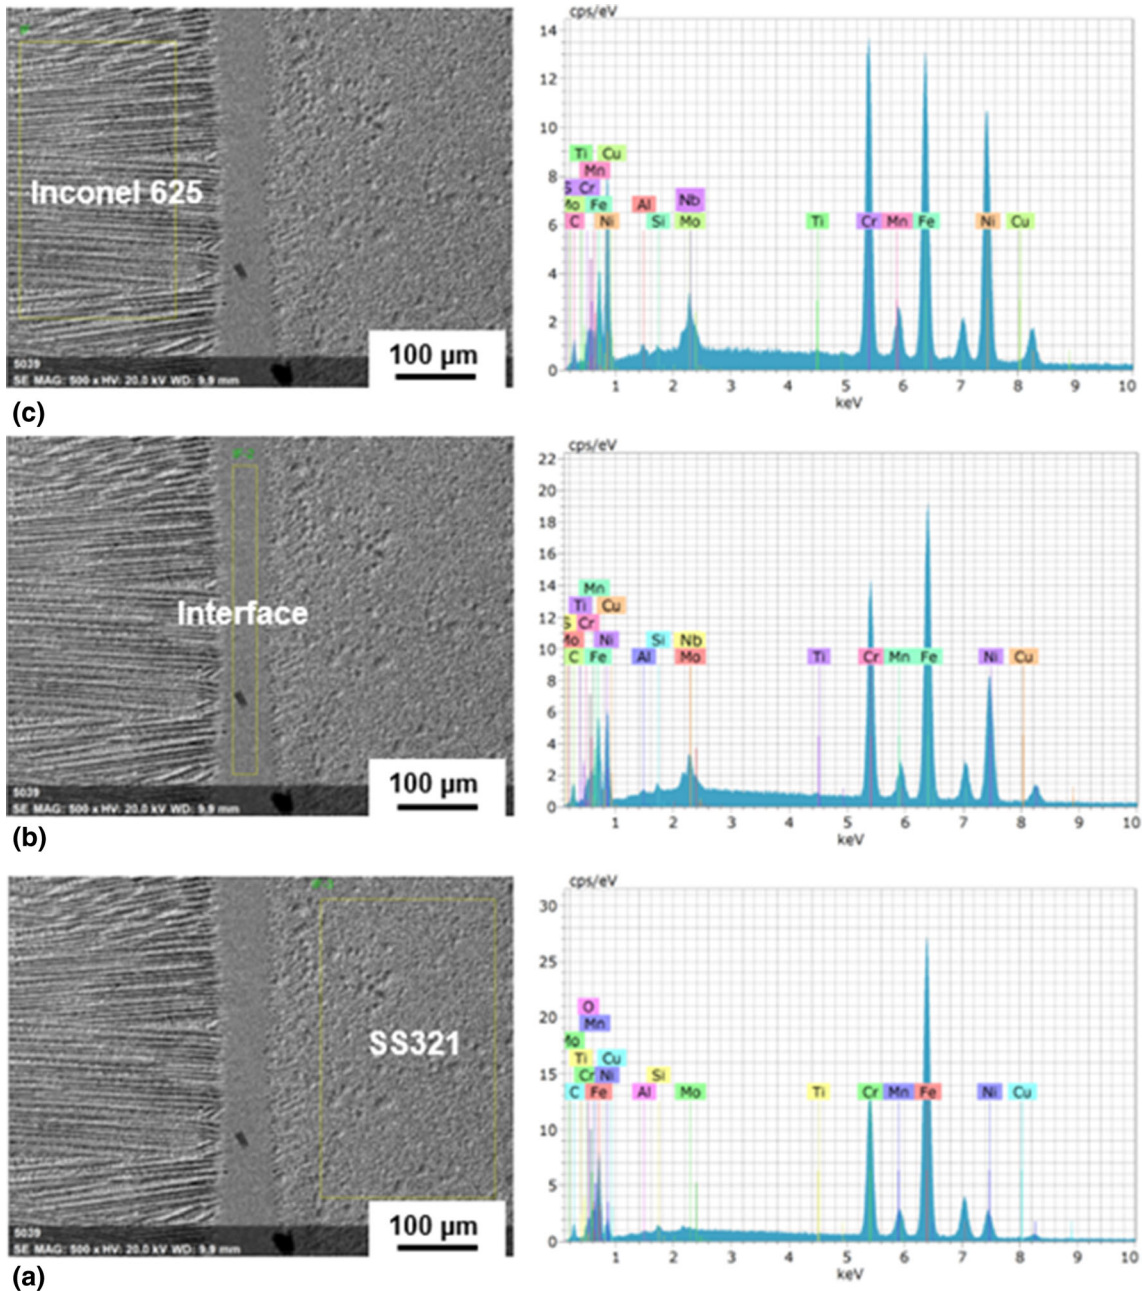 Inconel 625
100 µm
5039
SE MAG: 500 x HV: 20.0 kV WD: 9.9 mm
cps/eV
14
12
10
8
6
4
2
0
Ti Cu
Mn
S Cr
Mo Fe
C Ni
Al
Si
Nb
Mo
Ti Cr Mn Fe Ni Cu
1 2 3 4 5 6 7 8 9 10
keV
(c)
Interface
100 µm
5039
SE MAG: 500 x HV: 20.0 kV WD: 9.9 mm
cps/eV
22
20
18
16
14
12
10
8
6
4
2
0
Mn
Ti Cu
S Cr
Mo Ni
C Fe
Si Nb
Al Mo
Ti Cr Mn Fe Ni Cu
1 2 3 4 5 6 7 8 9 10
keV
(b)
SS321
100 µm
5039
SE MAG: 500 x HV: 20.0 kV WD: 9.9 mm
cps/eV
30
25
20
15
10
5
0
O
Mn
Mo
Ti Cu
Cr Ni
C Fe
Si
Al Mo
Ti Cr Mn Fe Ni Cu
1 2 3 4 5 6 7 8 9 10
keV
(a)